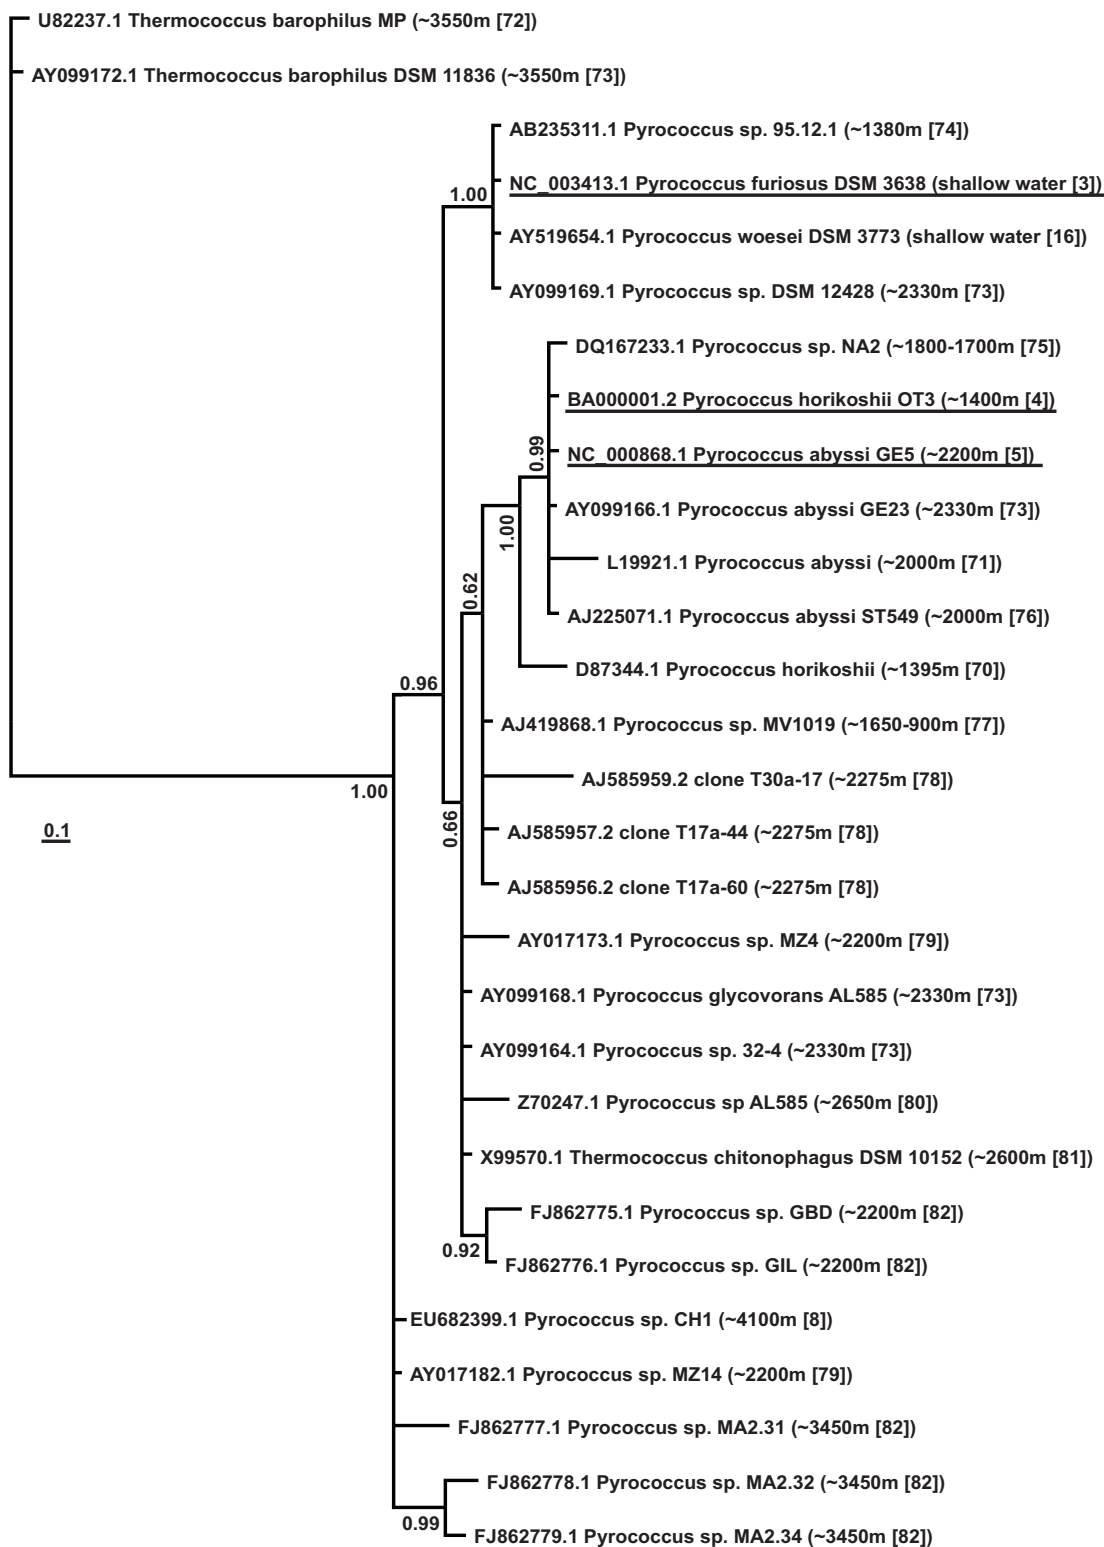 U82237.1 Thermococcus barophilus MP (~3550m [72])
AY099172.1 Thermococcus barophilus DSM 11836 (~3550m [73])
AB235311.1 Pyrococcus sp. 95.12.1 (~1380m [74])
NC_003413.1 Pyrococcus furiosus DSM 3638 (shallow water [3])
1.00
AY519654.1 Pyrococcus woesei DSM 3773 (shallow water [16])
AY099169.1 Pyrococcus sp. DSM 12428 (~2330m [73])
DQ167233.1 Pyrococcus sp. NA2 (~1800-1700m [75])
BA000001.2 Pyrococcus horikoshii OT3 (~1400m [4])
0.99
NC_000868.1 Pyrococcus abyssi GE5 (~2200m [5])
AY099166.1 Pyrococcus abyssi GE23 (~2330m [73])
1.00
L19921.1 Pyrococcus abyssi (~2000m [71])
0.62
AJ225071.1 Pyrococcus abyssi ST549 (~2000m [76])
D87344.1 Pyrococcus horikoshii (~1395m [70])
0.96
AJ419868.1 Pyrococcus sp. MV1019 (~1650-900m [77])
AJ585959.2 clone T30a-17 (~2275m [78])
1.00
0.1
0.66
AJ585957.2 clone T17a-44 (~2275m [78])
AJ585956.2 clone T17a-60 (~2275m [78])
AY017173.1 Pyrococcus sp. MZ4 (~2200m [79])
AY099168.1 Pyrococcus glycovorans AL585 (~2330m [73])
AY099164.1 Pyrococcus sp. 32-4 (~2330m [73])
Z70247.1 Pyrococcus sp AL585 (~2650m [80])
X99570.1 Thermococcus chitonophagus DSM 10152 (~2600m [81])
FJ862775.1 Pyrococcus sp. GBD (~2200m [82])
0.92
FJ862776.1 Pyrococcus sp. GIL (~2200m [82])
EU682399.1 Pyrococcus sp. CH1 (~4100m [8])
AY017182.1 Pyrococcus sp. MZ14 (~2200m [79])
FJ862777.1 Pyrococcus sp. MA2.31 (~3450m [82])
FJ862778.1 Pyrococcus sp. MA2.32 (~3450m [82])
0.99
FJ862779.1 Pyrococcus sp. MA2.34 (~3450m [82])